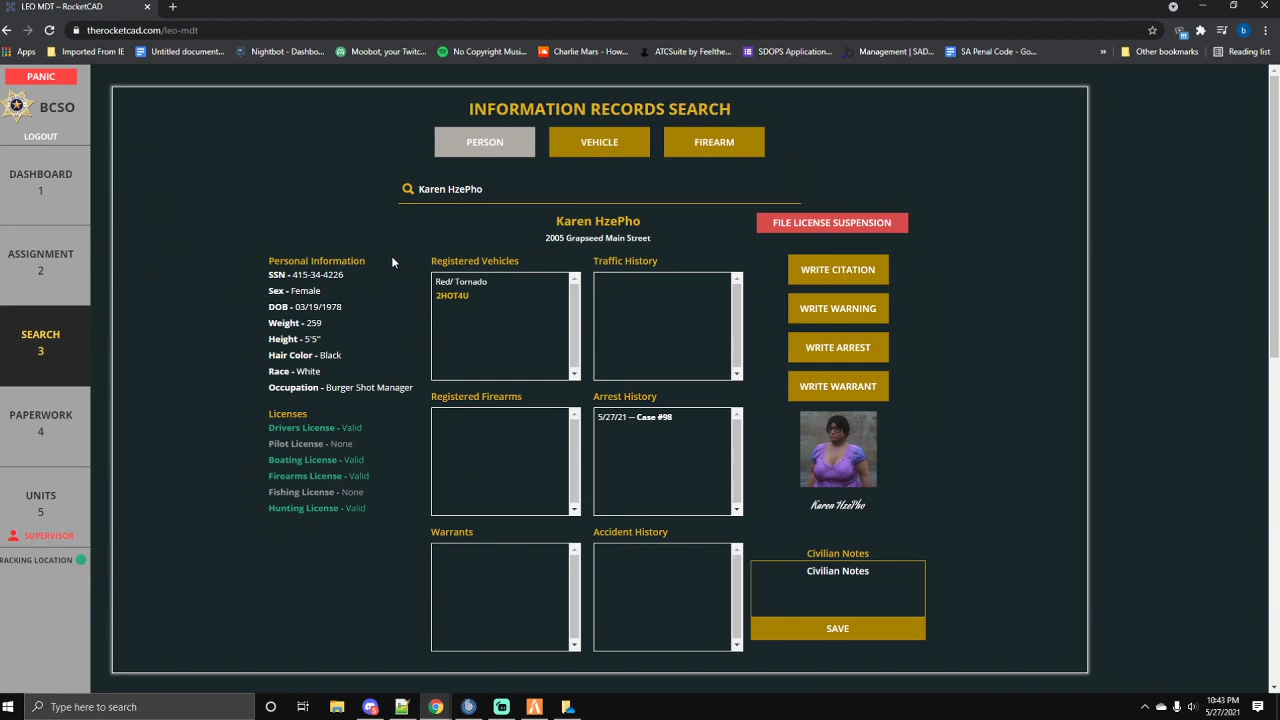 LEO MDT – RocketCAD
therocketcad.com/leo-mdt
Apps
Imported From IE
Untitled document...
Nightbot - Dashbo...
Moobot, your Twitc...
No Copyright Music...
Charlie Mars - How...
ATCSuite by Feelthe...
SDOPS Application...
Management | SAD...
SA Penal Code - Go...
»
Other bookmarks
Reading list
PANIC
BCSO
LOGOUT
DASHBOARD
1
ASSIGNMENT
2
SEARCH
3
PAPERWORK
4
UNITS
5
SUPERVISOR
RACKING LOCATION
INFORMATION RECORDS SEARCH
PERSON
VEHICLE
FIREARM
Karen HzePho
Karen HzePho
2005 Grapseed Main Street
FILE LICENSE SUSPENSION
Personal Information
SSN - 415-34-4226
Sex - Female
DOB - 03/19/1978
Weight - 259
Height - 5'5"
Hair Color - Black
Race - White
Occupation - Burger Shot Manager
Licenses
Drivers License - Valid
Pilot License - None
Boating License - Valid
Firearms License - Valid
Fishing License - None
Hunting License - Valid
Registered Vehicles
Red/ Tornado
2HOT4U
Traffic History
Registered Firearms
Arrest History
5/27/21 -- Case #98
Warrants
Accident History
WRITE CITATION
WRITE WARNING
WRITE ARREST
WRITE WARRANT
Karen HzePho
Civilian Notes
Civilian Notes
SAVE
Type here to search
10:43 PM
5/27/2021